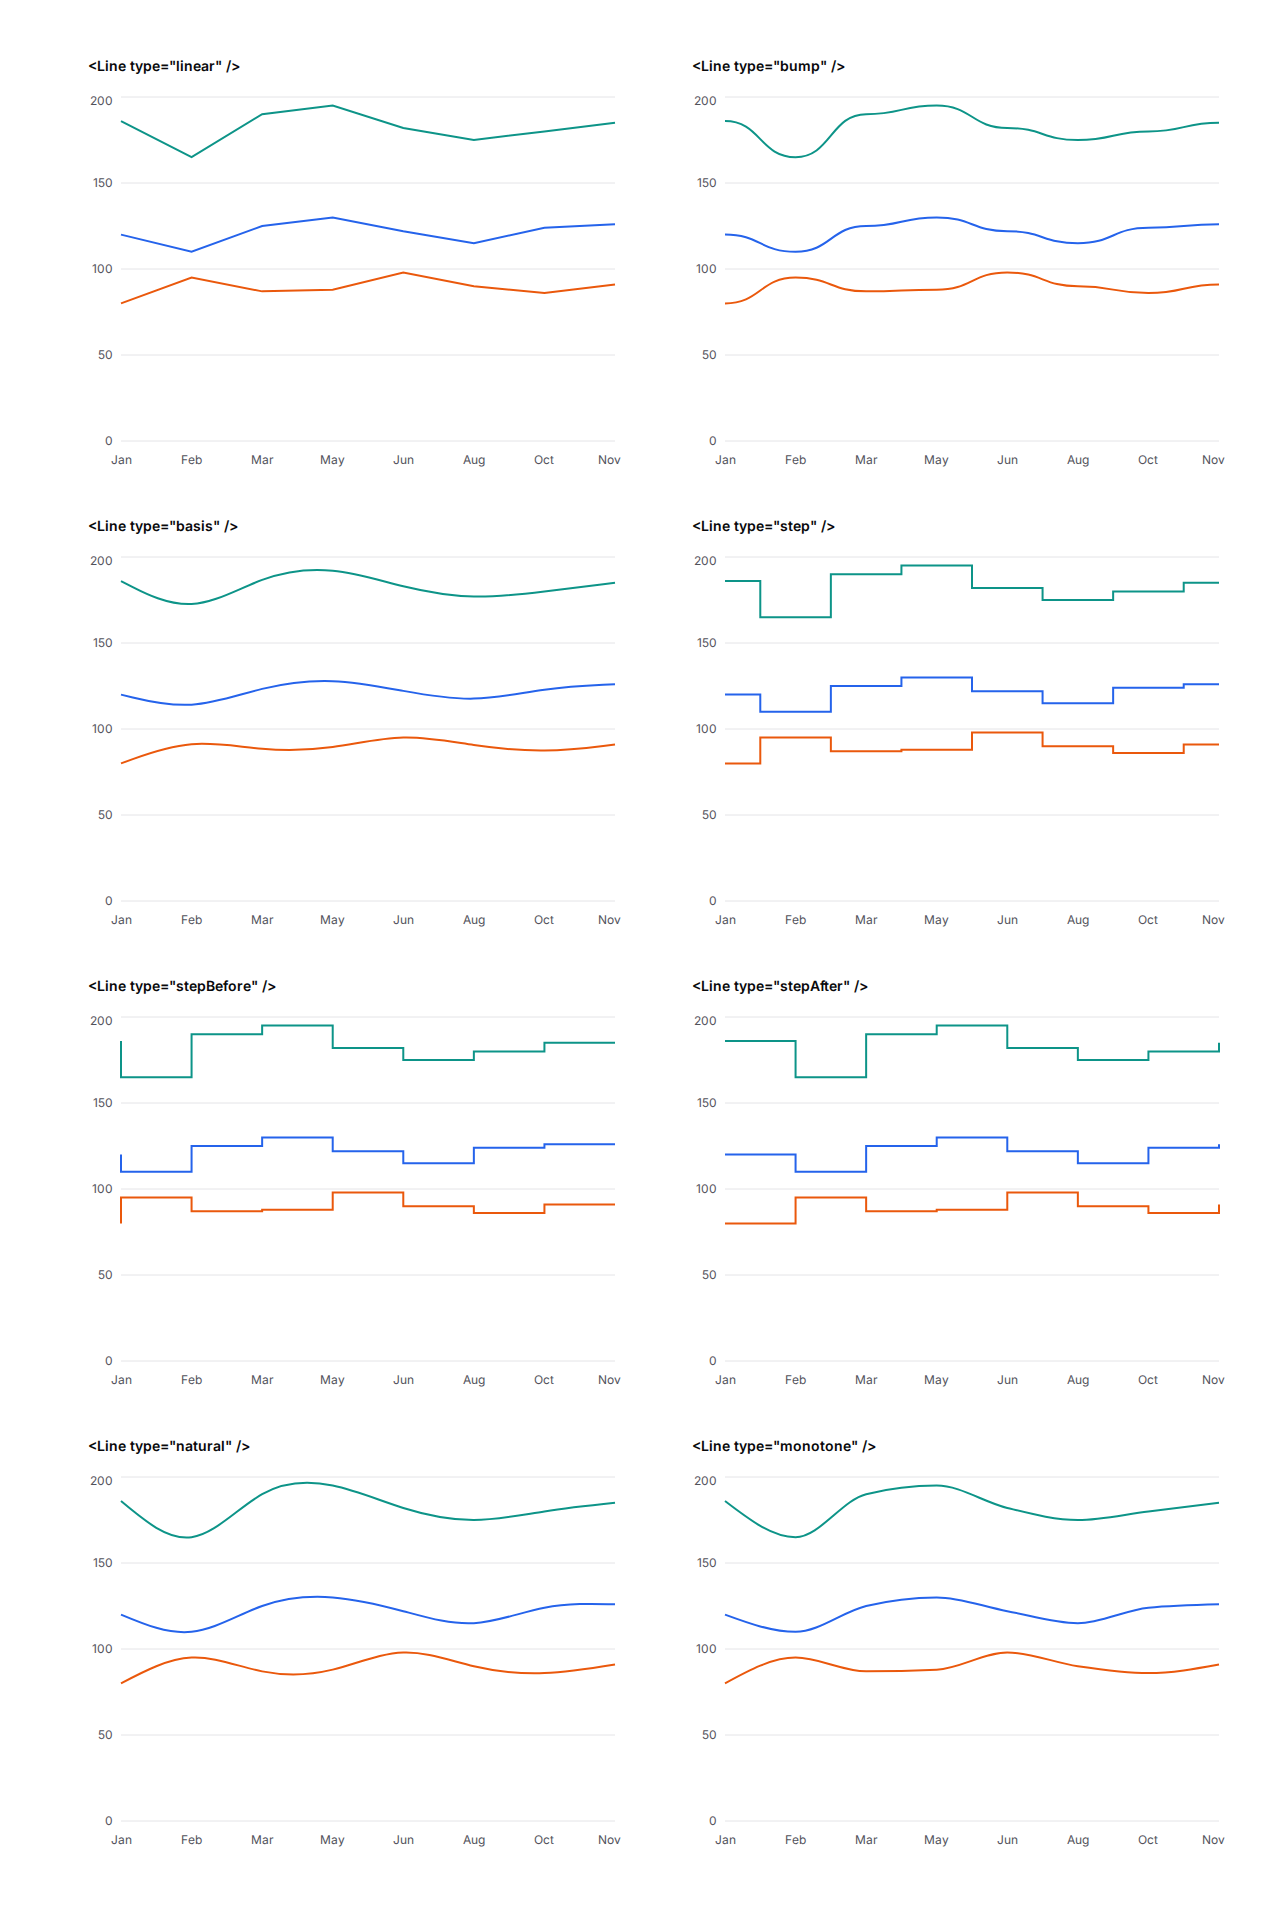 <Line type="linear" />
200
150
100
50
0
Jan Feb Mar May Jun Aug Oct Nov
<Line type="bump" />
200
150
100
50
0
Jan Feb Mar May Jun Aug Oct Nov
<Line type="basis" />
200
150
100
50
0
Jan Feb Mar May Jun Aug Oct Nov
<Line type="step" />
200
150
100
50
0
Jan Feb Mar May Jun Aug Oct Nov
<Line type="stepBefore" />
200
150
100
50
0
Jan Feb Mar May Jun Aug Oct Nov
<Line type="stepAfter" />
200
150
100
50
0
Jan Feb Mar May Jun Aug Oct Nov
<Line type="natural" />
200
150
100
50
0
Jan Feb Mar May Jun Aug Oct Nov
<Line type="monotone" />
200
150
100
50
0
Jan Feb Mar May Jun Aug Oct Nov